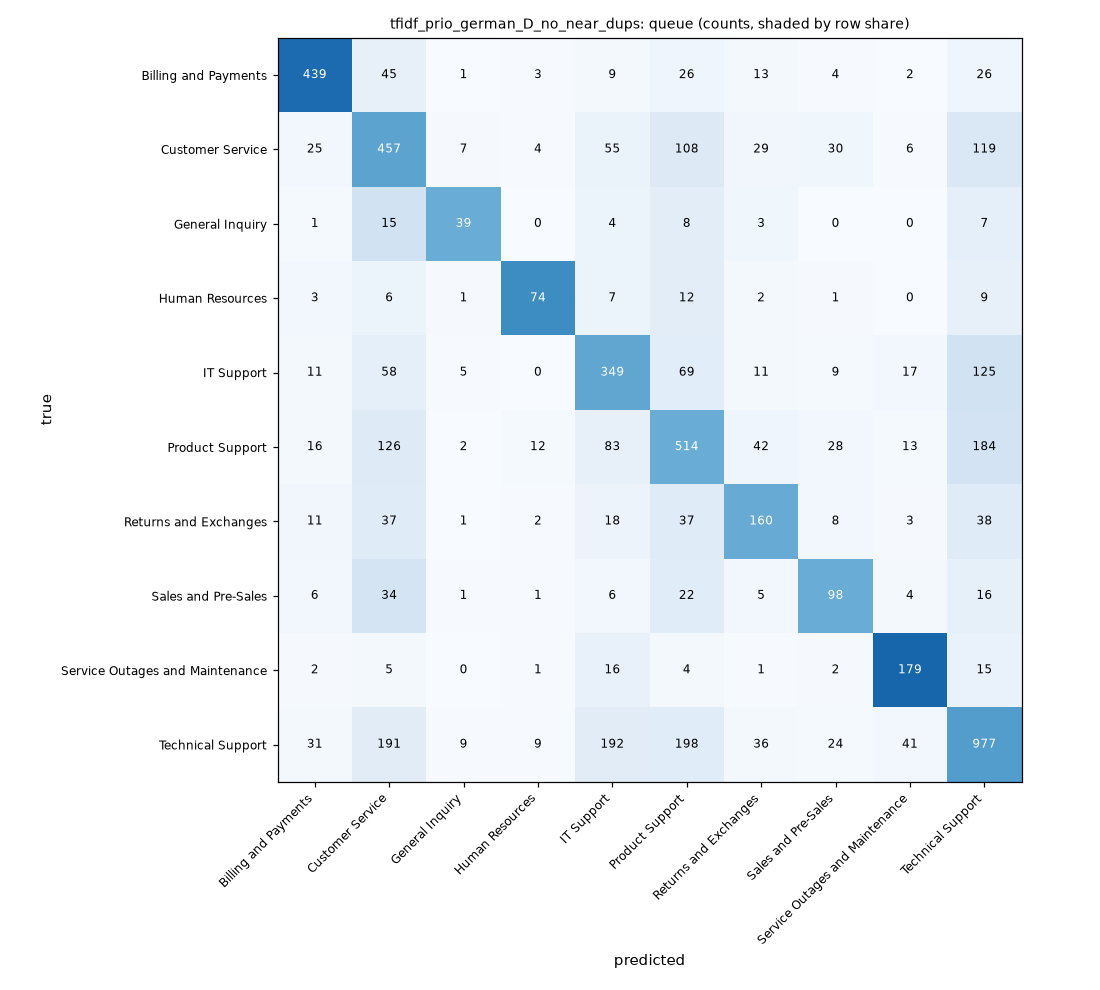 tfidf_prio_german_D_no_near_dups: queue (counts, shaded by row share)
Billing and Payments 439 45 1 3 9 26 13 4 2 26
Customer Service 25 457 7 4 55 108 29 30 6 119
General Inquiry 1 15 39 0 4 8 3 0 0 7
Human Resources 3 6 1 74 7 12 2 1 0 9
IT Support 11 58 5 0 349 69 11 9 17 125
Product Support 16 126 2 12 83 514 42 28 13 184
Returns and Exchanges 11 37 1 2 18 37 160 8 3 38
Sales and Pre-Sales 6 34 1 1 6 22 5 98 4 16
Service Outages and Maintenance 2 5 0 1 16 4 1 2 179 15
Technical Support 31 191 9 9 192 198 36 24 41 977
true
Billing and Payments
Customer Service
General Inquiry
Human Resources
IT Support
Product Support
Returns and Exchanges
Sales and Pre-Sales
Service Outages and Maintenance
Technical Support
predicted